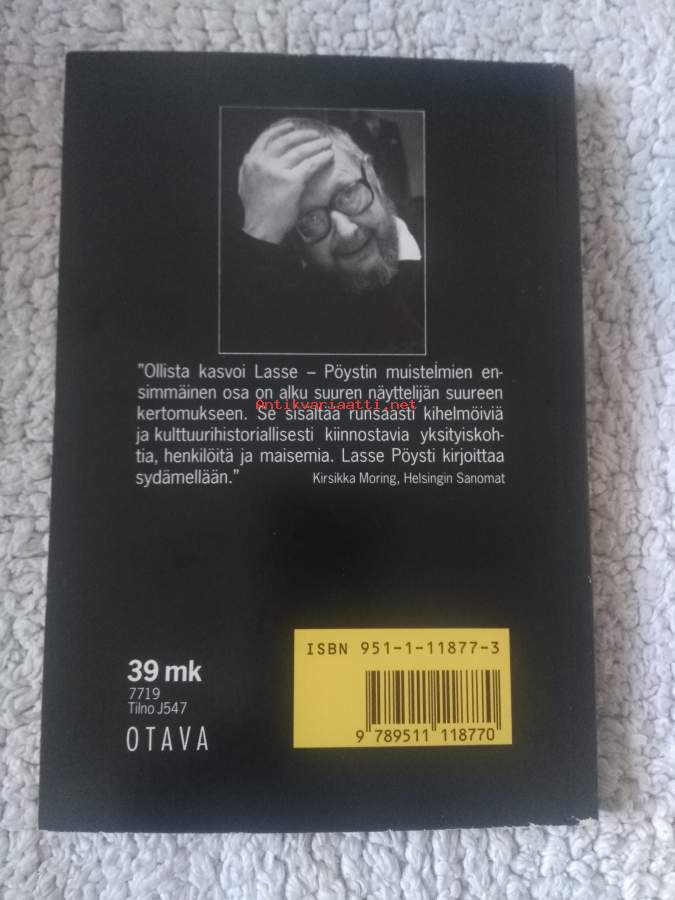 "Ollista kasvoi Lasse – Pöystin muistelmien en-
simmäinen osa on alku suuren näyttelijän suureen
kertomukseen. Se sisältää runsaasti kihelmöiviä
Antikvariaatti.net
ja kulttuurihistoriallisesti kiinnostavia yksityiskoh-
tia, henkilöitä ja maisemia. Lasse Pöysti kirjoittaa
sydämellään."
Kirsikka Moring, Helsingin Sanomat
ISBN 951-1-11877-3
9 789511 118770
39 mk
7719
Tilno J547
OTAVA